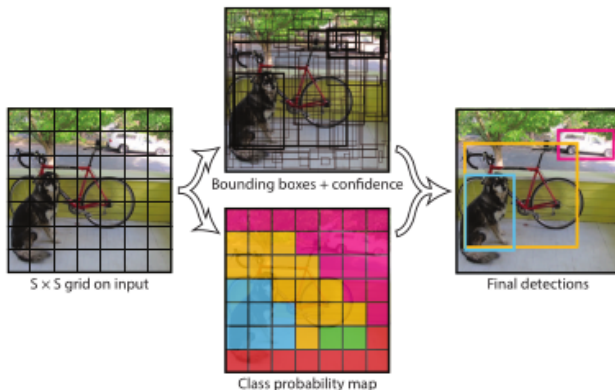 Bounding boxes + confidence
S × S grid on input
Final detections
Class probability map